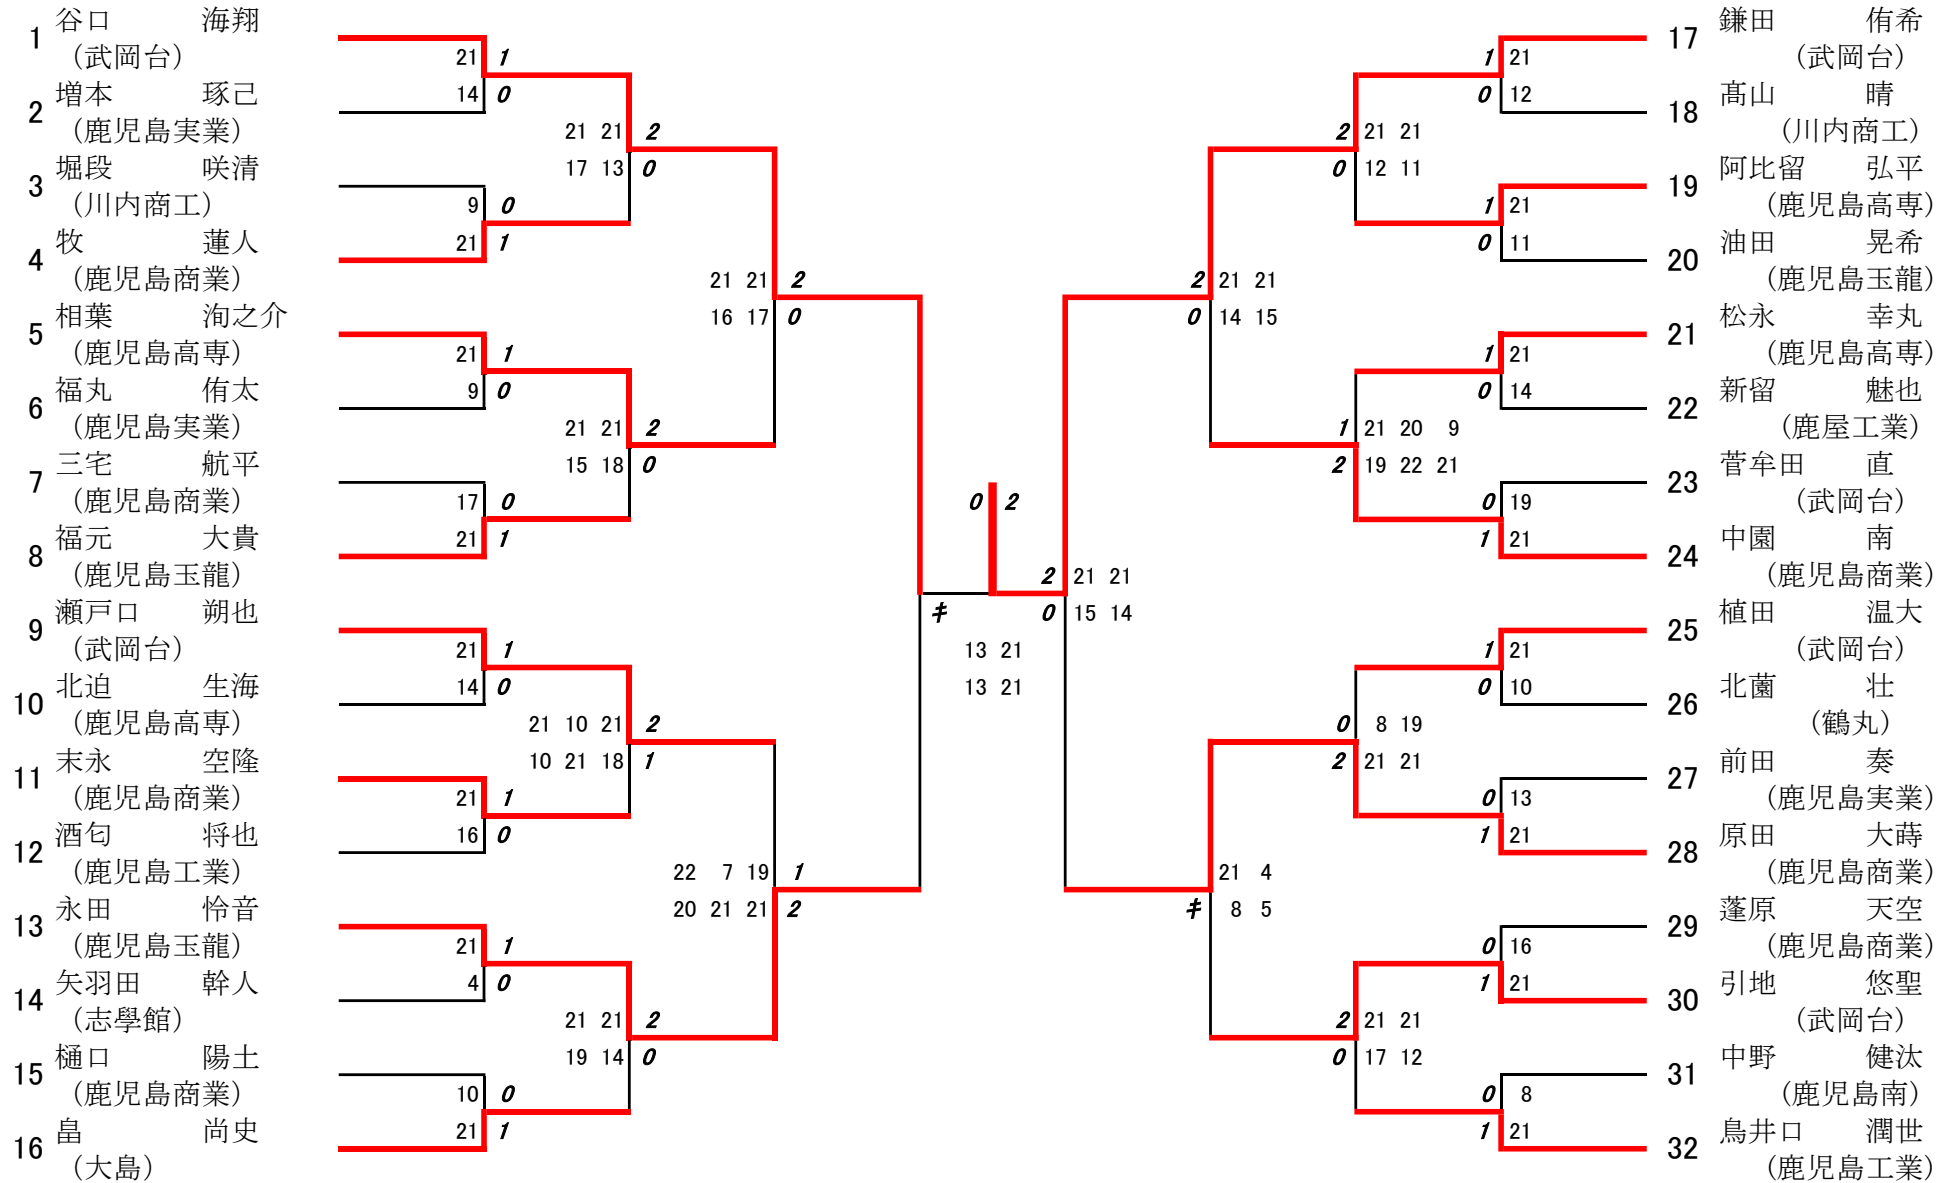 1 谷口 海翔
(武岡台)
2 増本 琢己
(鹿児島実業)
3 堀段 咲清
(川内商工)
4 牧 蓮人
(鹿児島商業)
5 相葉 洵之介
(鹿児島高専)
6 福丸 侑太
(鹿児島実業)
7 三宅 航平
(鹿児島商業)
8 福元 大貴
(鹿児島玉龍)
9 瀬戸口 朔也
(武岡台)
10 北迫 生海
(鹿児島高専)
11 末永 空隆
(鹿児島商業)
12 酒匂 将也
(鹿児島工業)
13 永田 怜音
(鹿児島玉龍)
14 矢羽田 幹人
(志學館)
15 樋口 陽土
(鹿児島商業)
16 畠 尚史
(大島)
21 1
14 0
9 0
21 1
21 1
9 0
17 0
21 1
21 1
14 0
21 1
16 0
21 1
4 0
10 0
21 1
21 21 2
17 13 0
21 21 2
15 18 0
21 10 21 2
10 21 18 1
21 21 2
19 14 0
21 21 2
16 17 0
22 7 19 1
20 21 21 2
キ
0 2
13 21
13 21
2 21 21
0 15 14
2 21 21
0 14 15
21 4
キ 8 5
2 21 21
0 12 11
1 21 20 9
2 19 22 21
0 8 19
2 21 21
2 21 21
0 17 12
1 21
0 12
1 21
0 11
1 21
0 14
0 19
1 21
1 21
0 10
0 13
1 21
0 16
1 21
0 8
1 21
17 鎌田 侑希
(武岡台)
18 髙山 晴
(川内商工)
19 阿比留 弘平
(鹿児島高専)
20 油田 晃希
(鹿児島玉龍)
21 松永 幸丸
(鹿児島高専)
22 新留 魅也
(鹿屋工業)
23 菅牟田 直
(武岡台)
24 中園 南
(鹿児島商業)
25 植田 温大
(武岡台)
26 北薗 壮
(鶴丸)
27 前田 奏
(鹿児島実業)
28 原田 大蒔
(鹿児島商業)
29 蓬原 天空
(鹿児島商業)
30 引地 悠聖
(武岡台)
31 中野 健汰
(鹿児島南)
32 鳥井口 潤世
(鹿児島工業)